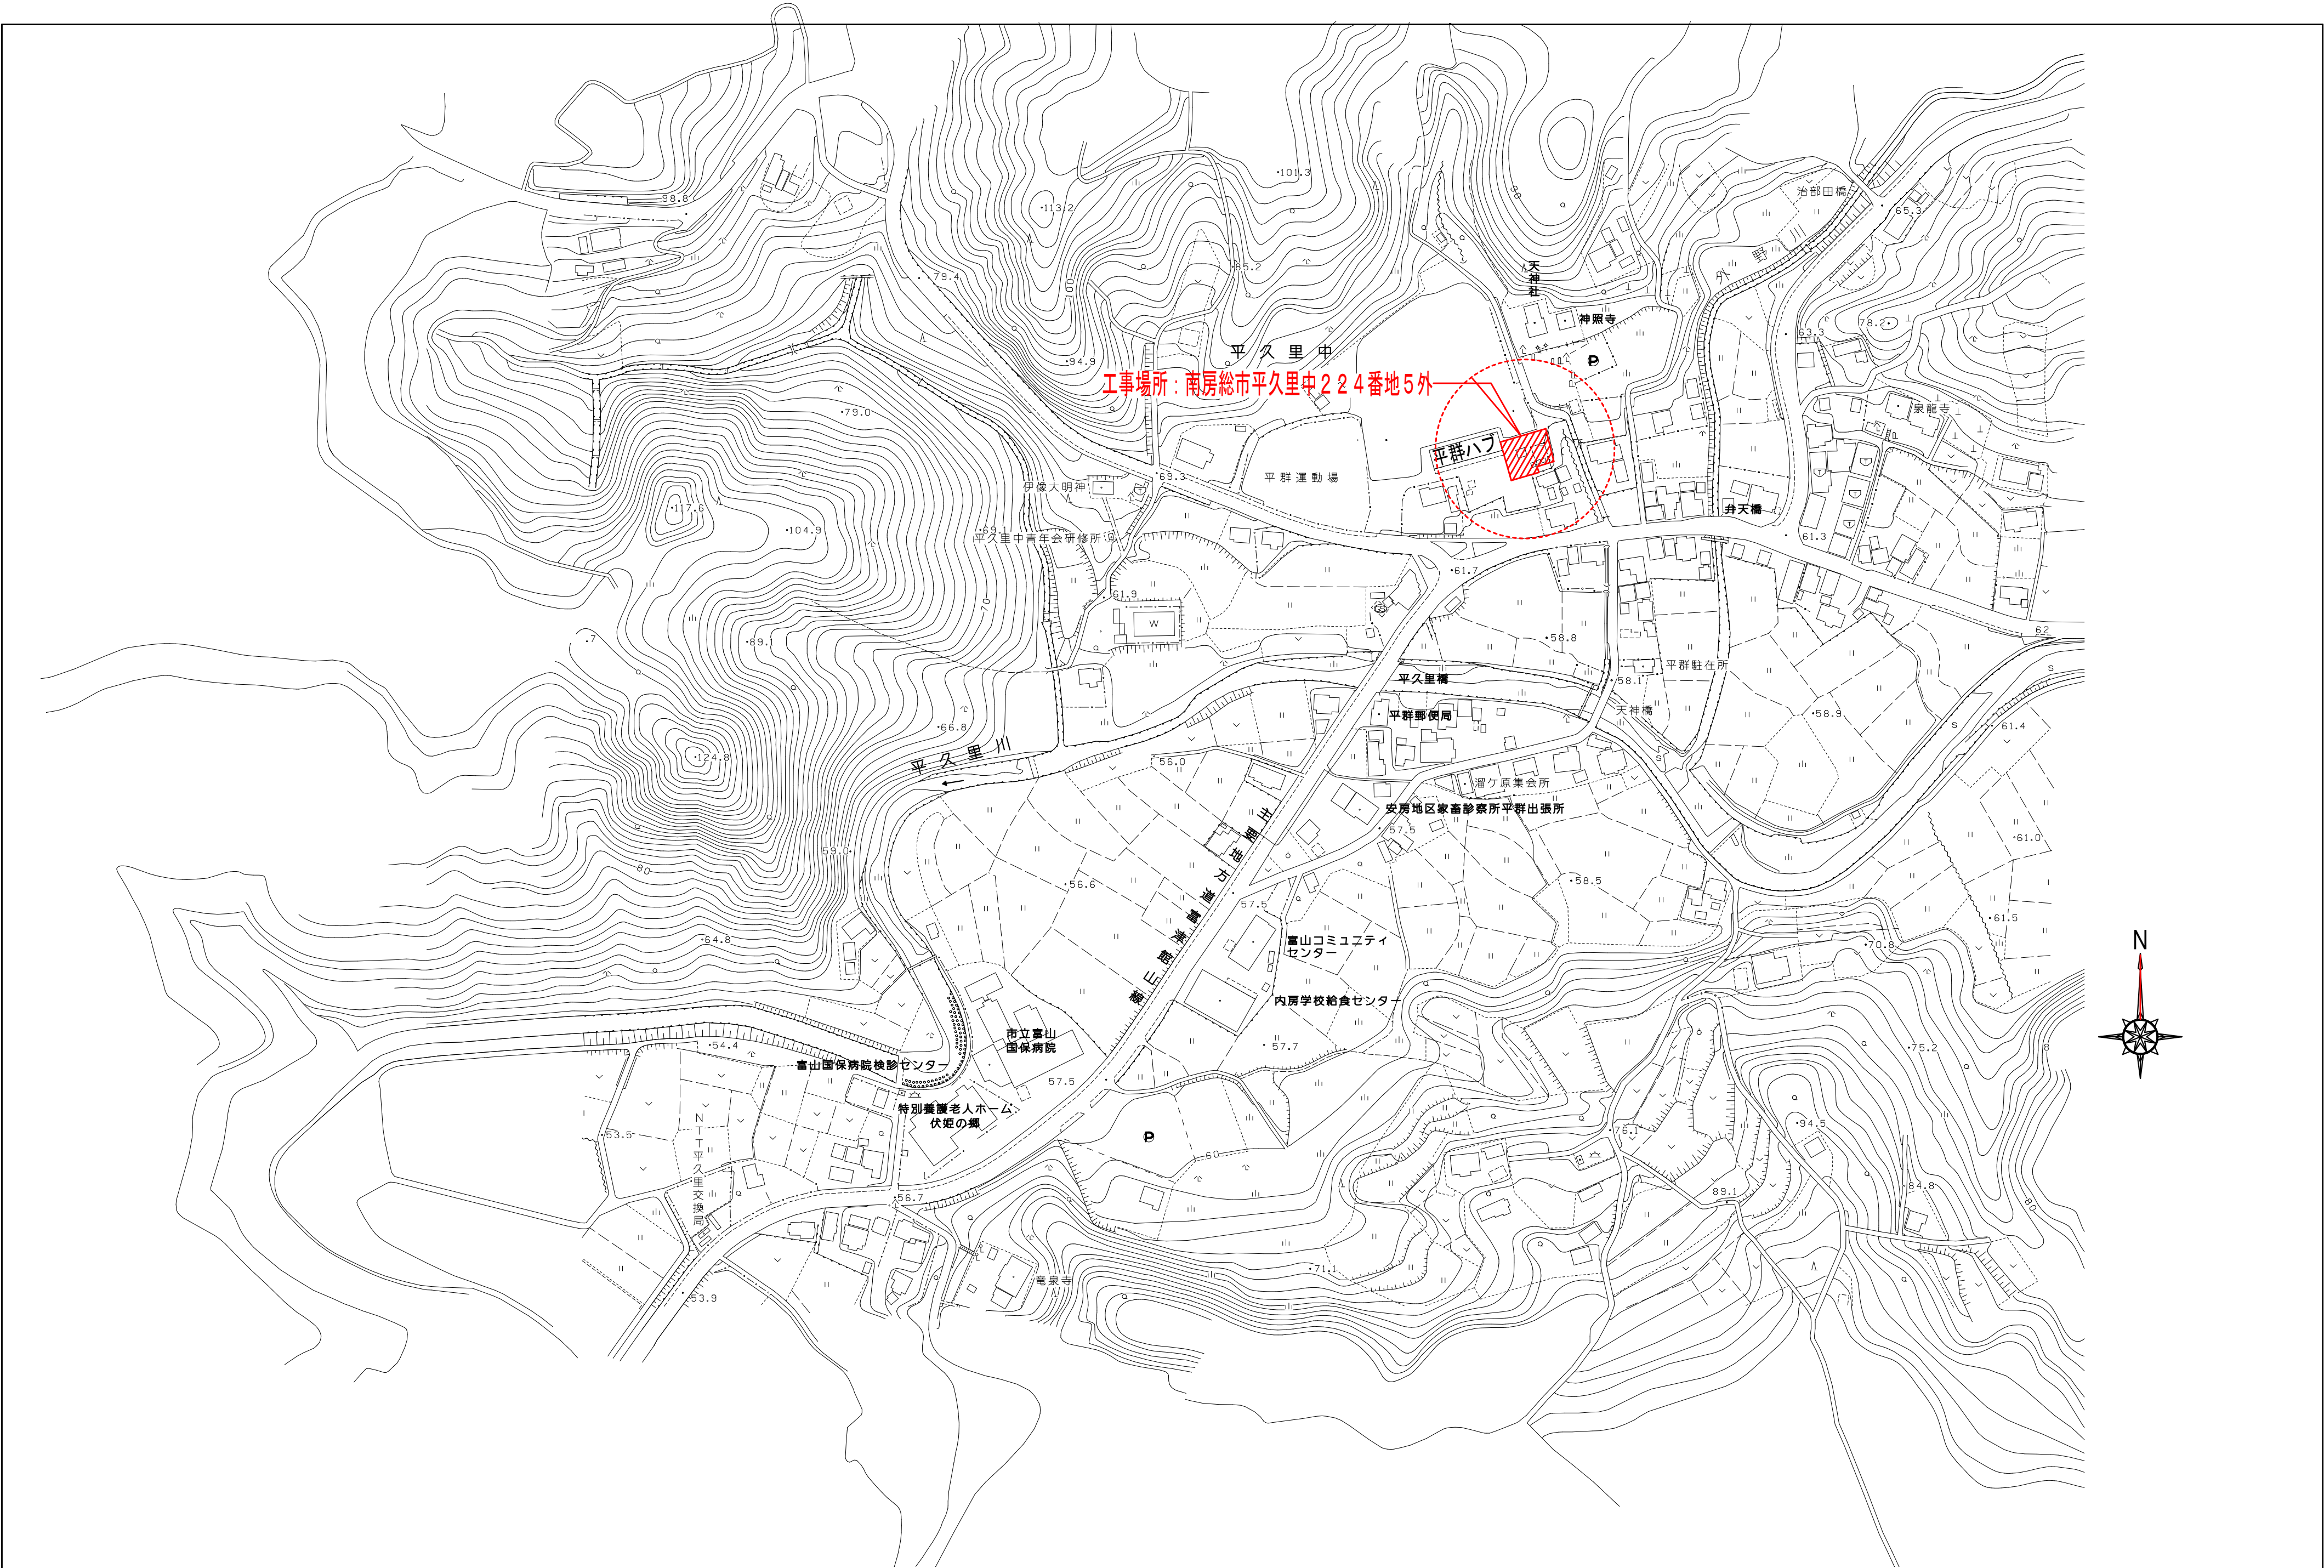 98.8
101.3
113.2
90
治部田橋
65.3
79.4
85.2
100
外野川
天神社
神照寺
63.3
78.2
94.9
平久里中
P
工事場所：南房総市平久里中２２４番地５外
79.0
泉龍寺
平群ハブ
69.3
平群運動場
伊像大明神
117.6
104.9
69.1
平久里中青年会研修所
弁天橋
61.3
61.7
70
61.9
W
58.8
62
.7
89.1
平群駐在所
平久里橋
58.1
66.8
平群郵便局
天神橋
58.9
61.4
S
S
S
124.8
平久里川
56.0
溜ケ原集会所
安房地区家畜診察所平群出張所
主要地方道富津館山線
57.5
61.0
59.0
80
56.6
58.5
57.5
61.5
64.8
富山コミュニティ
センター
70.8
N
内房学校給食センター
市立富山
国保病院
54.4
57.7
75.2
8
富山国保病院検診センター
57.5
特別養護老人ホーム
伏姫の郷
P
53.5
NTT平久里交換局
76.1
94.5
60
56.7
84.8
89.1
80
71.1
竜泉寺
53.9